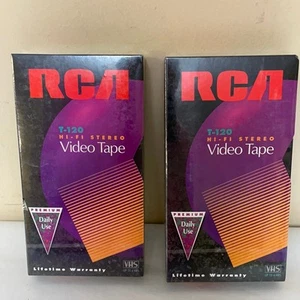 RCA
T-120
HI-FI STEREO
Video Tape
PREMIUM
Daily
Use
Lifetime Warranty
VHS
RCA
T-120
HI-FI STEREO
Video Tape
PREMIUM
Daily
Use
Lifetime Warranty
VHS